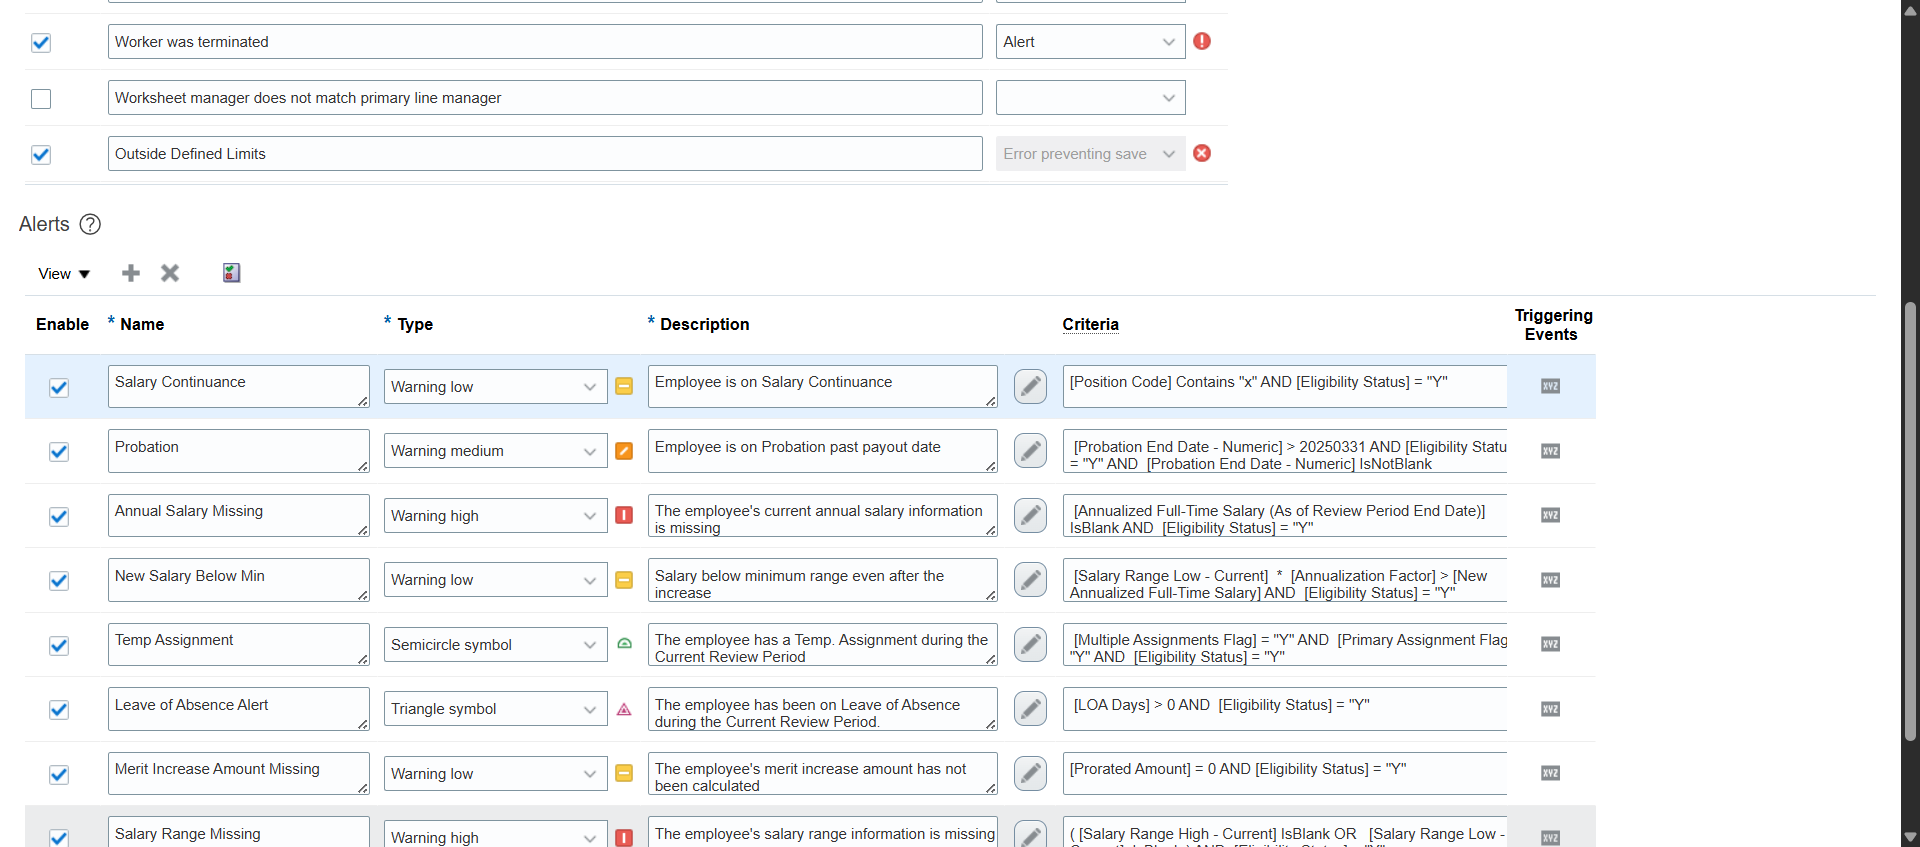 Worker was terminated
Alert
Worksheet manager does not match primary line manager
Outside Defined Limits
Error preventing save
Alerts
View
Enable
* Name
* Type
* Description
Criteria
Triggering
Events
Salary Continuance
Warning low
Employee is on Salary Continuance
[Position Code] Contains "x" AND [Eligibility Status] = "Y"
Probation
Warning medium
Employee is on Probation past payout date
[Probation End Date - Numeric] > 20250331 AND [Eligibility Statu
= "Y" AND [Probation End Date - Numeric] IsNotBlank
Annual Salary Missing
Warning high
The employee's current annual salary information
is missing
[Annualized Full-Time Salary (As of Review Period End Date)]
IsBlank AND [Eligibility Status] = "Y"
New Salary Below Min
Warning low
Salary below minimum range even after the
increase
[Salary Range Low - Current] * [Annualization Factor] > [New
Annualized Full-Time Salary] AND [Eligibility Status] = "Y"
Temp Assignment
Semicircle symbol
The employee has a Temp. Assignment during the
Current Review Period
[Multiple Assignments Flag] = "Y" AND [Primary Assignment Flag
"Y" AND [Eligibility Status] = "Y"
Leave of Absence Alert
Triangle symbol
The employee has been on Leave of Absence
during the Current Review Period.
[LOA Days] > 0 AND [Eligibility Status] = "Y"
Merit Increase Amount Missing
Warning low
The employee's merit increase amount has not
been calculated
[Prorated Amount] = 0 AND [Eligibility Status] = "Y"
Salary Range Missing
Warning high
The employee's salary range information is missing
( [Salary Range High - Current] IsBlank OR [Salary Range Low -